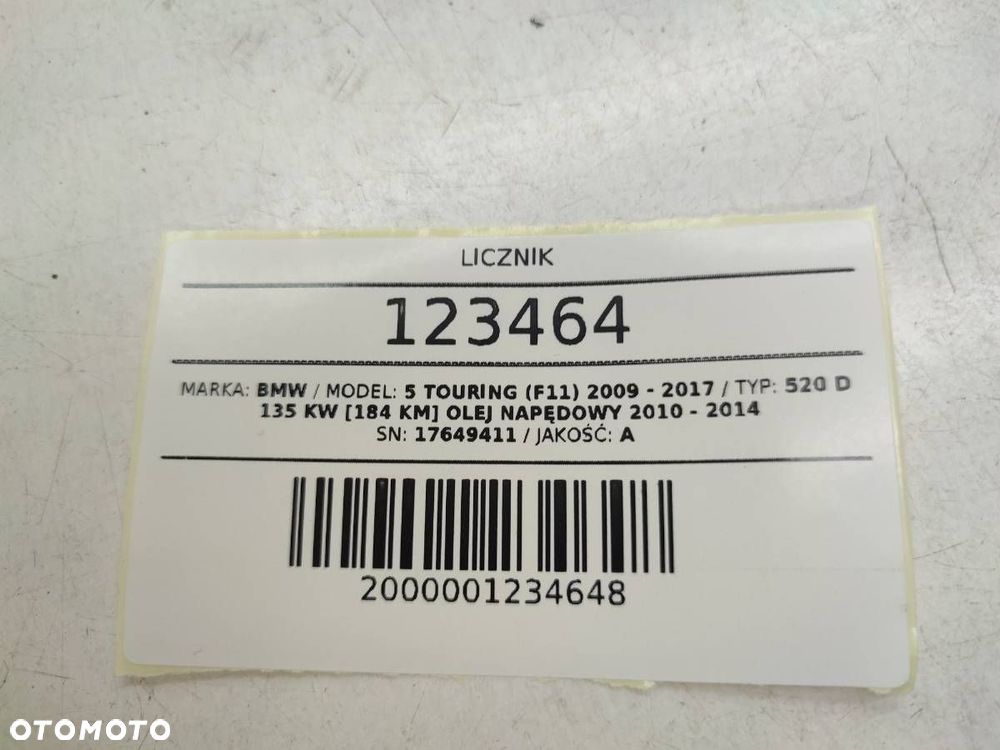 LICZNIK
123464
MARKA: BMW / MODEL: 5 TOURING (F11) 2009 - 2017 / TYP: 520 D
135 KW [184 KM] OLEJ NAPĘDOWY 2010 - 2014
SN: 17649411 / JAKOŚĆ: A
2000001234648
OTOMOTO